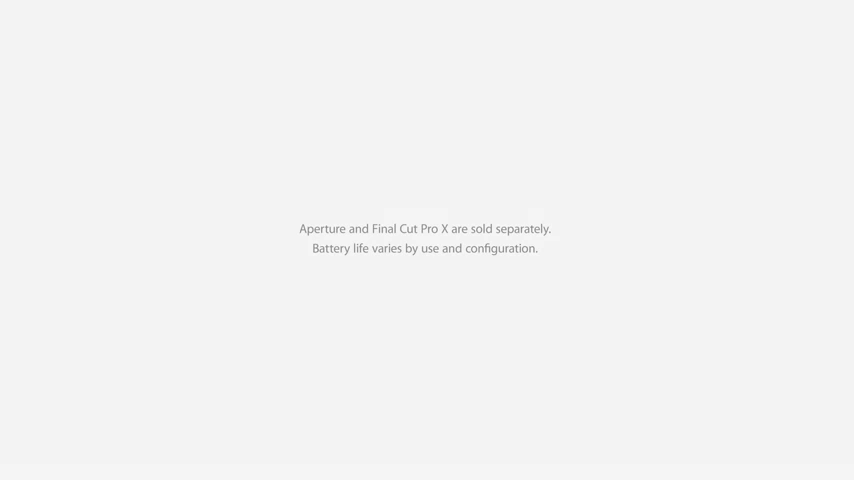 Aperture and Final Cut Pro X are sold separately.
Battery life varies by use and configuration.